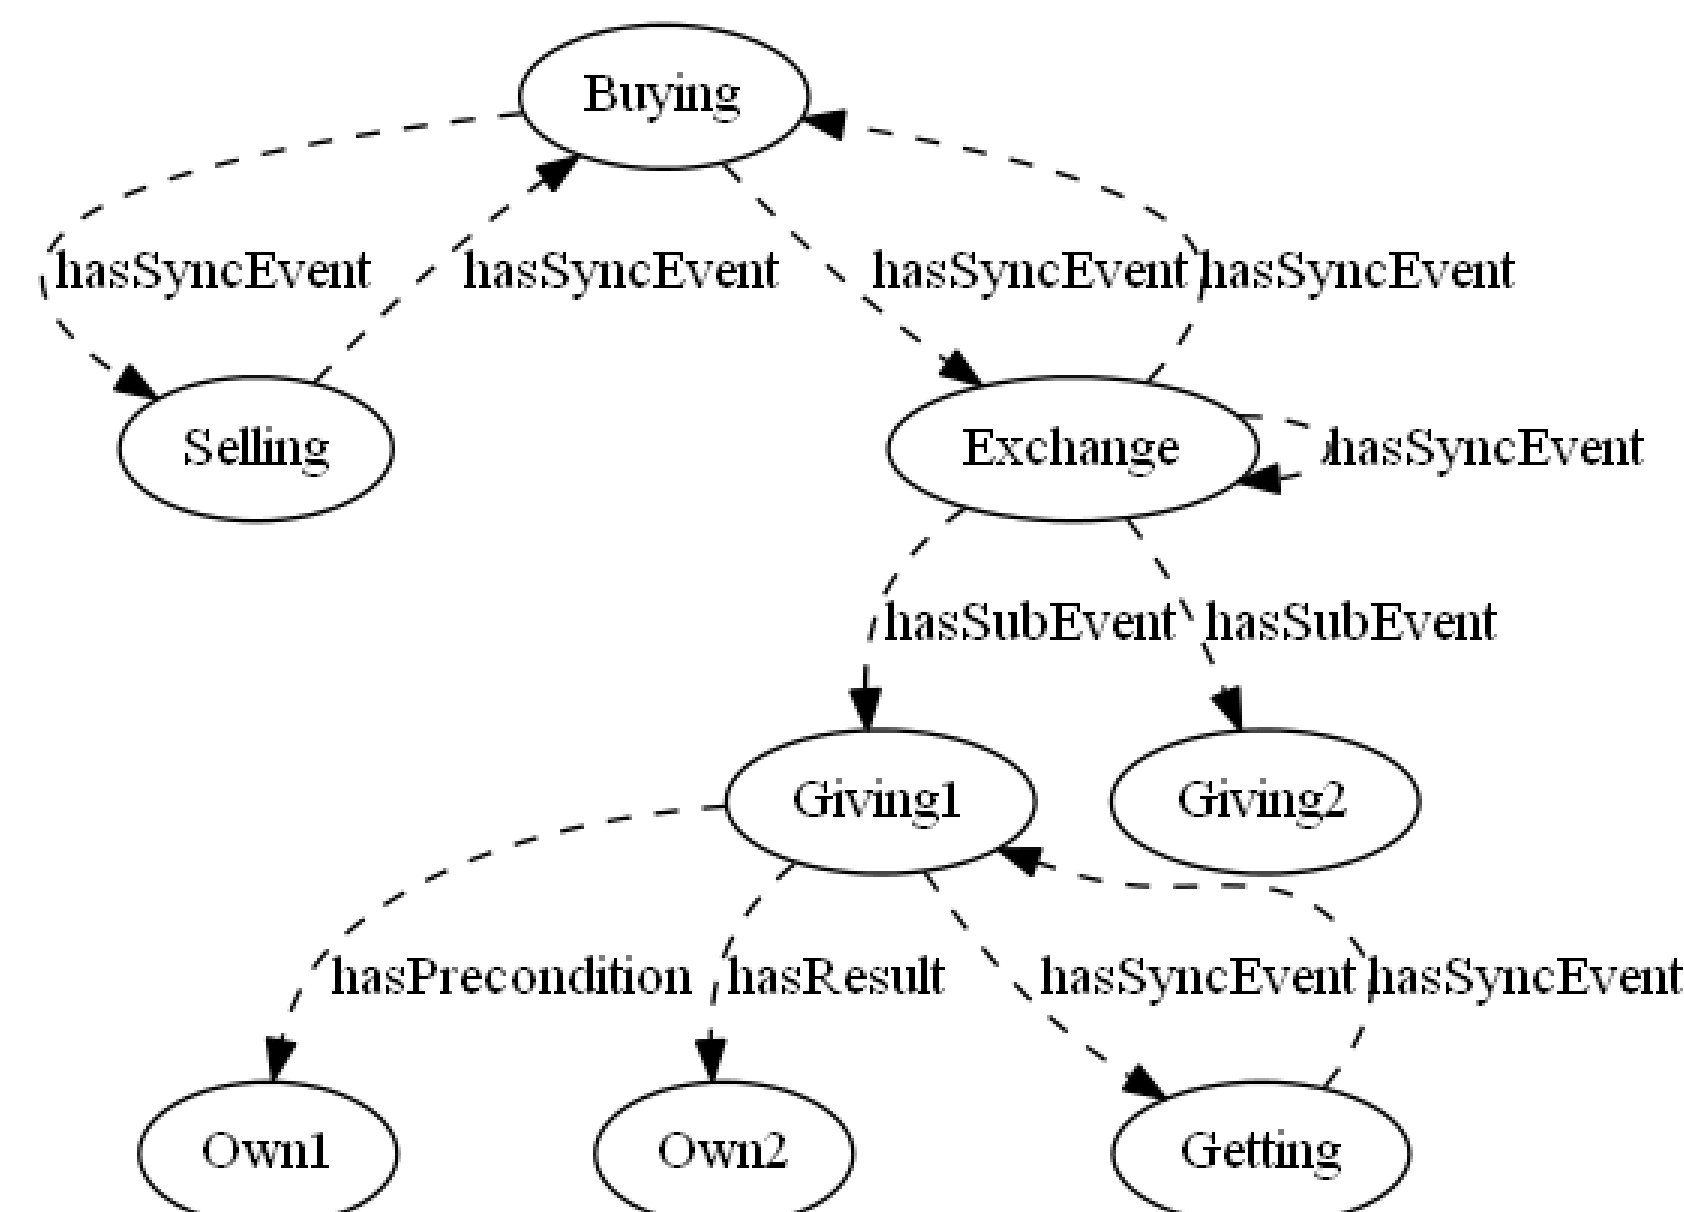 Buying
hasSyncEvent hasSyncEvent hasSyncEvent hasSyncEvent
Selling Exchange hasSyncEvent
hasSubEvent hasSubEvent
Giving1 Giving2
hasPrecondition hasResult hasSyncEvent hasSyncEvent
Own1 Own2 Getting